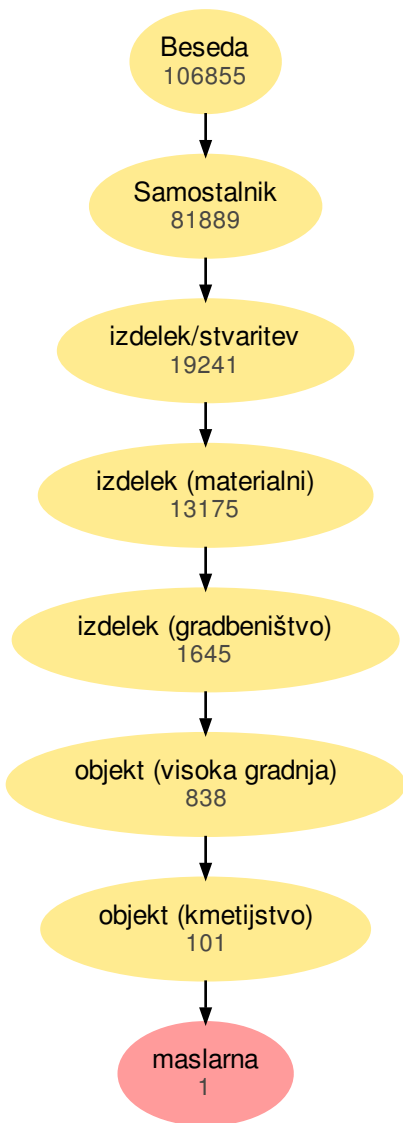 Beseda
106855
Samostalnik
81889
izdelek/stvaritev
19241
izdelek (materialni)
13175
izdelek (gradbeništvo)
1645
objekt (visoka gradnja)
838
objekt (kmetijstvo)
101
maslarna
1